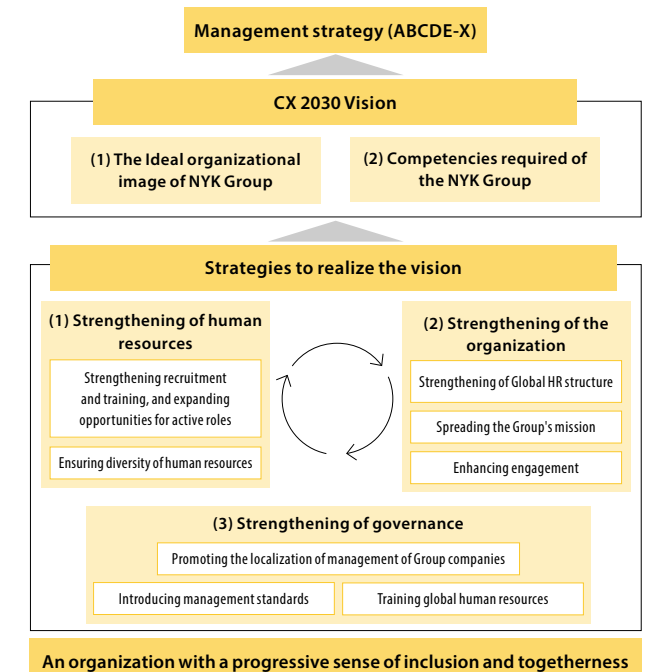 Management strategy (ABCDE-X)
CX 2030 Vision
(1) The Ideal organizational
image of NYK Group
(2) Competencies required of
the NYK Group
Strategies to realize the vision
(1) Strengthening of human
resources
Strengthening recruitment
and training, and expanding
opportunities for active roles
Ensuring diversity of human resources
(2) Strengthening of the
organization
Strengthening of Global HR structure
Spreading the Group's mission
Enhancing engagement
(3) Strengthening of governance
Promoting the localization of management of Group companies
Introducing management standards
Training global human resources
An organization with a progressive sense of inclusion and togetherness